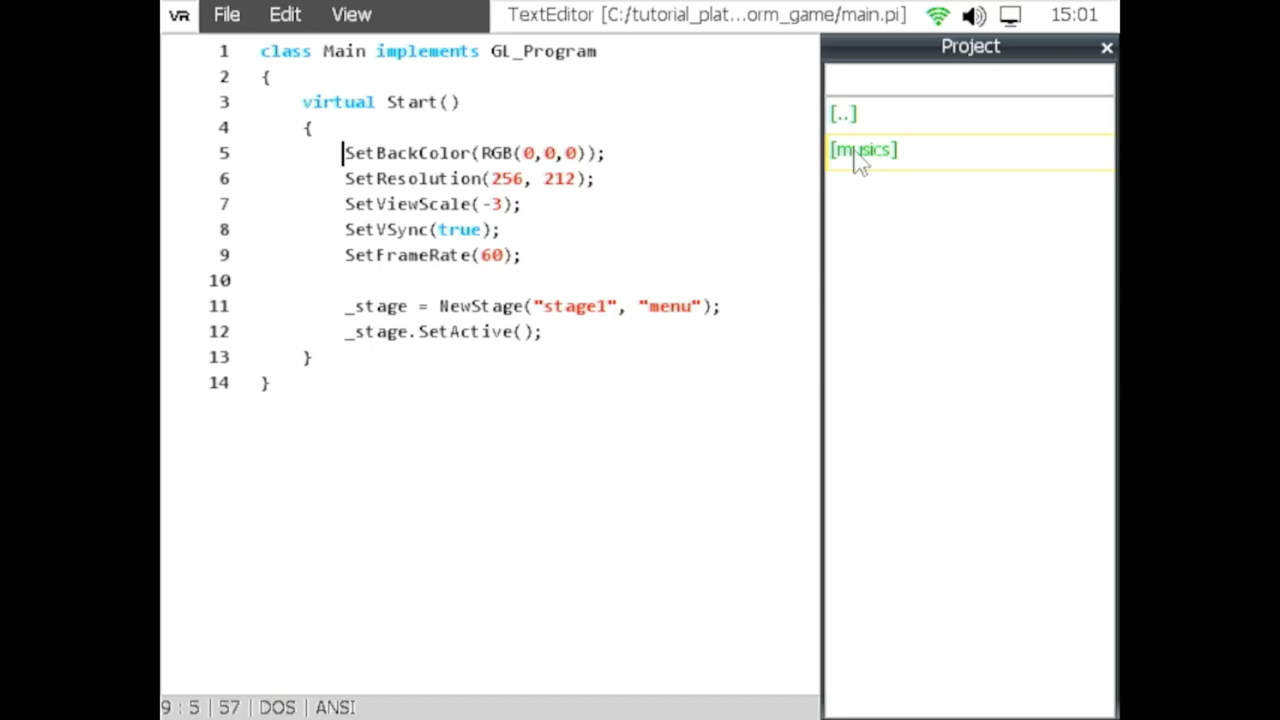 VR File Edit View TextEditor [C:/tutorial_plat...orm_game/main.pi] 15:01
Project ×
[..]
[musics]
1 class Main implements GL_Program
2 {
3 virtual Start()
4 {
5 SetBackColor(RGB(0,0,0));
6 SetResolution(256, 212);
7 SetViewScale(-3);
8 SetVSync(true);
9 SetFrameRate(60);
10
11 _stage = NewStage("stage1", "menu");
12 _stage.SetActive();
13 }
14 }
9 : 5 | 57 | DOS | ANSI